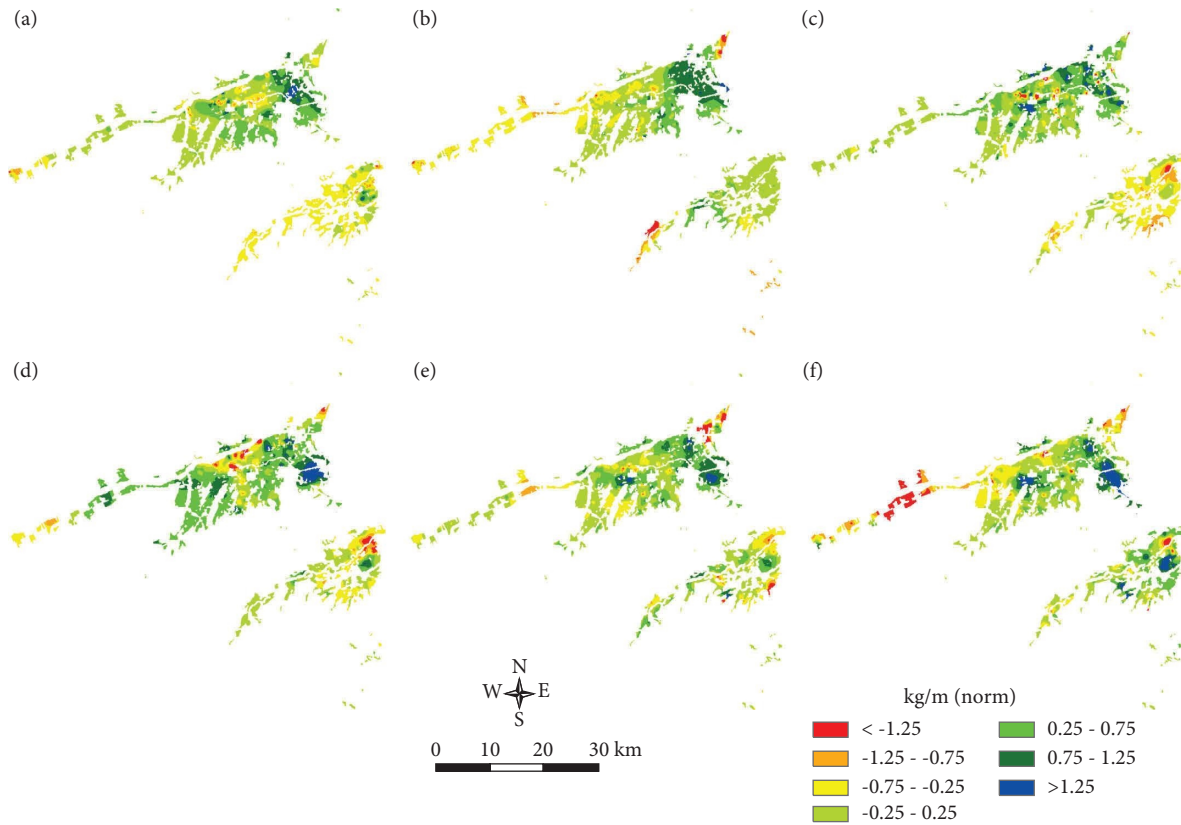 (a)
(b)
(c)
(d)
(e)
(f)
N
W E
S
0 10 20 30 km
kg/m (norm)
< -1.25
-1.25 - -0.75
-0.75 - -0.25
-0.25 - 0.25
0.25 - 0.75
0.75 - 1.25
>1.25